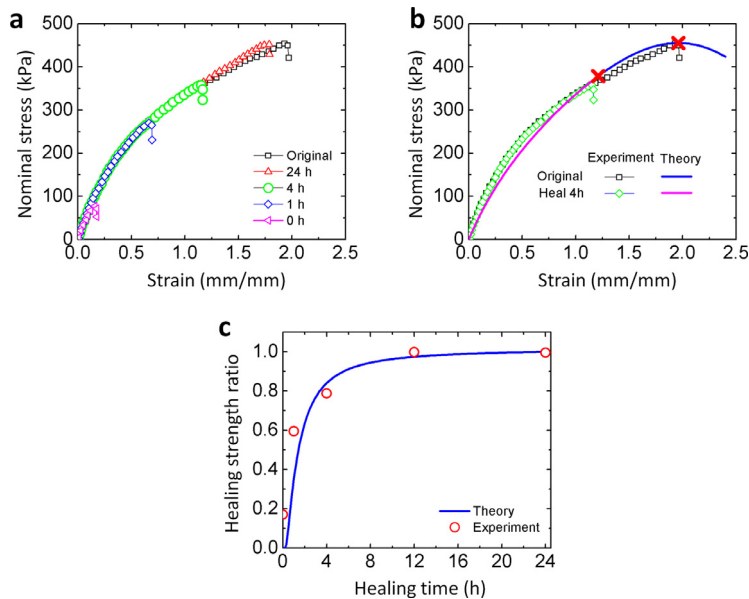 a
500
400
300
200
100
0
Nominal stress (kPa)
0.0 0.5 1.0 1.5 2.0 2.5
Strain (mm/mm)
Original
24 h
4 h
1 h
0 h
b
500
400
300
200
100
0
Nominal stress (kPa)
0.0 0.5 1.0 1.5 2.0 2.5
Strain (mm/mm)
Experiment Theory
Original
Heal 4h
c
1.0
0.8
0.6
0.4
0.2
0.0
Healing strength ratio
0 4 8 12 16 20 24
Healing time (h)
Theory
Experiment